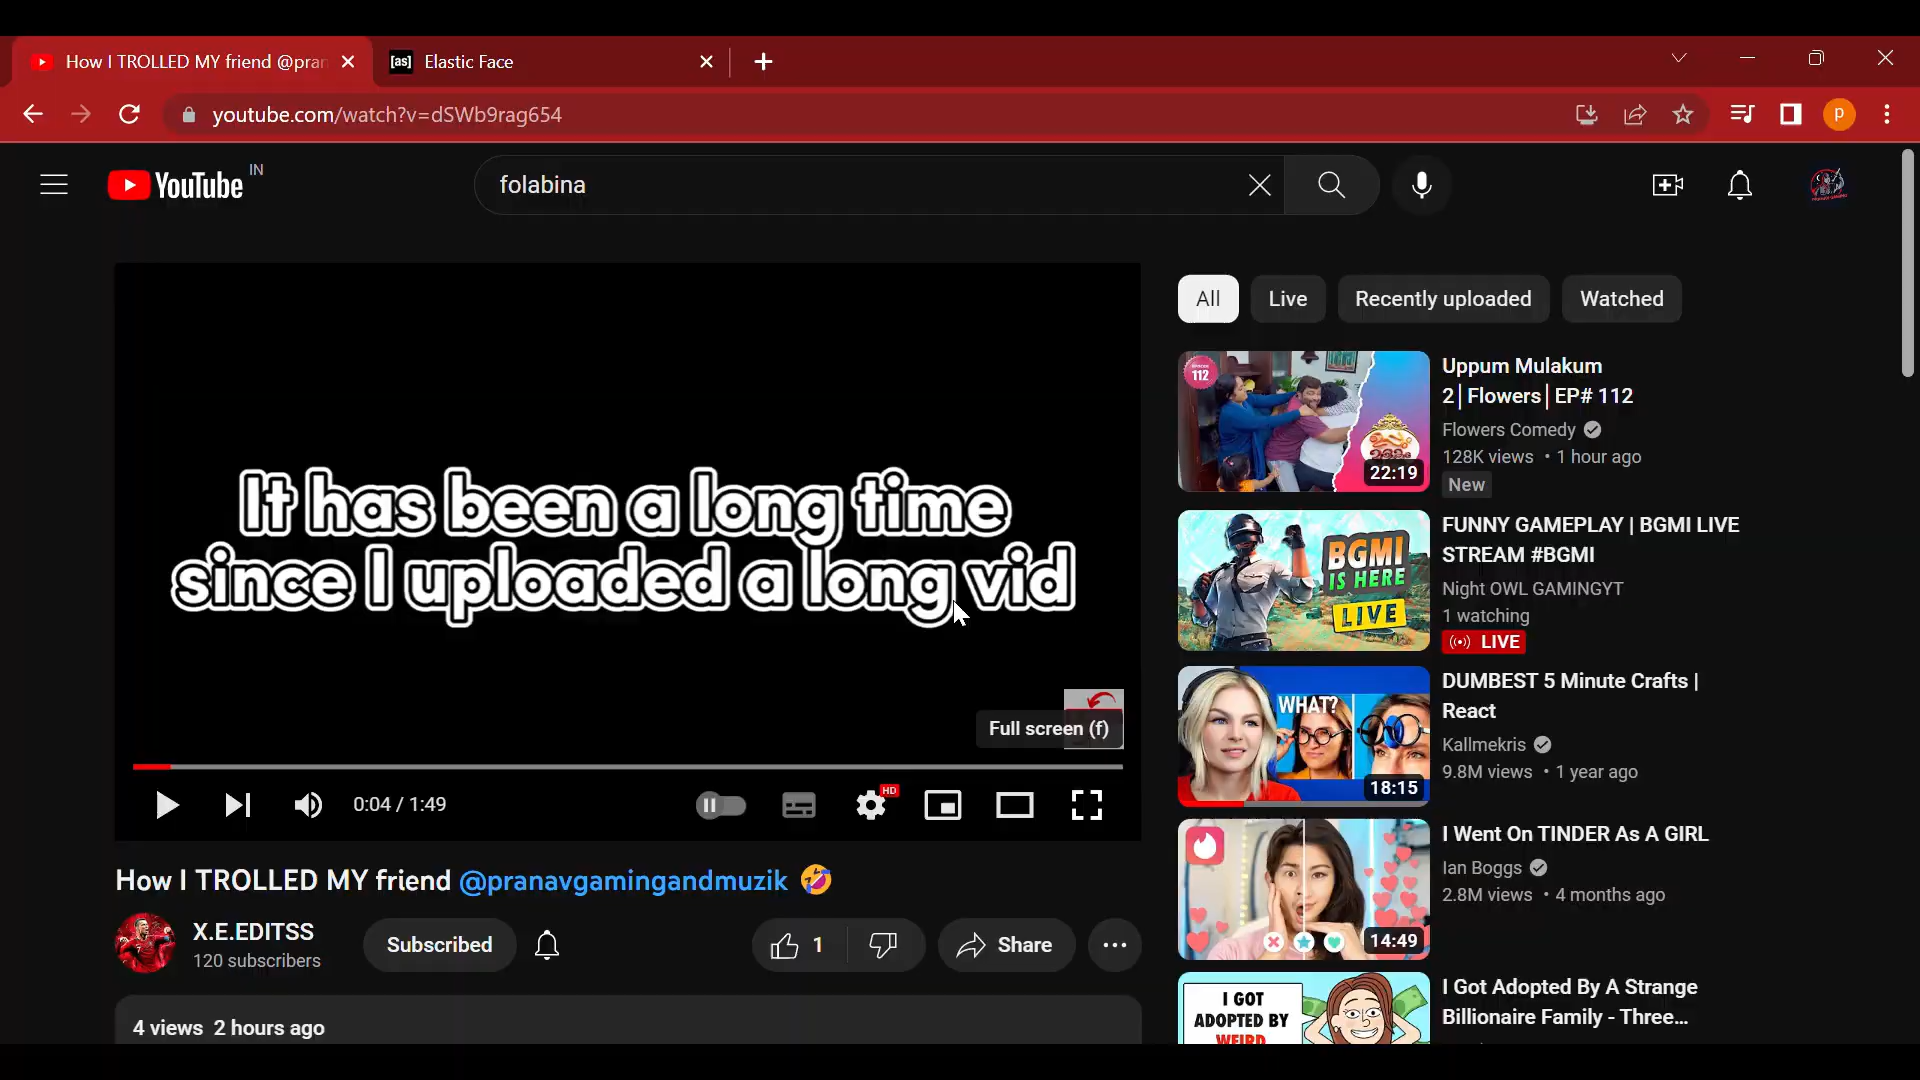 How I TROLLED MY friend @pran
[as] Elastic Face
youtube.com/watch?v=dSWb9rag654
P
YouTube IN
folabina
It has been a long time
since I uploaded a long vid
Full screen (f)
0:04 / 1:49
HD
How I TROLLED MY friend @pranavgamingandmuzik 🤣
X.E.EDITSS
120 subscribers
Subscribed
1
Share
4 views 2 hours ago
All
Live
Recently uploaded
Watched
112
22:19
Uppum Mulakum
2│Flowers│EP# 112
Flowers Comedy
128K views • 1 hour ago
New
BGMI
IS HERE
LIVE
FUNNY GAMEPLAY | BGMI LIVE
STREAM #BGMI
Night OWL GAMINGYT
1 watching
LIVE
WHAT?
18:15
DUMBEST 5 Minute Crafts |
React
Kallmekris
9.8M views • 1 year ago
14:49
I Went On TINDER As A GIRL
Ian Boggs
2.8M views • 4 months ago
I GOT
ADOPTED BY
WEIRD
I Got Adopted By A Strange
Billionaire Family - Three...